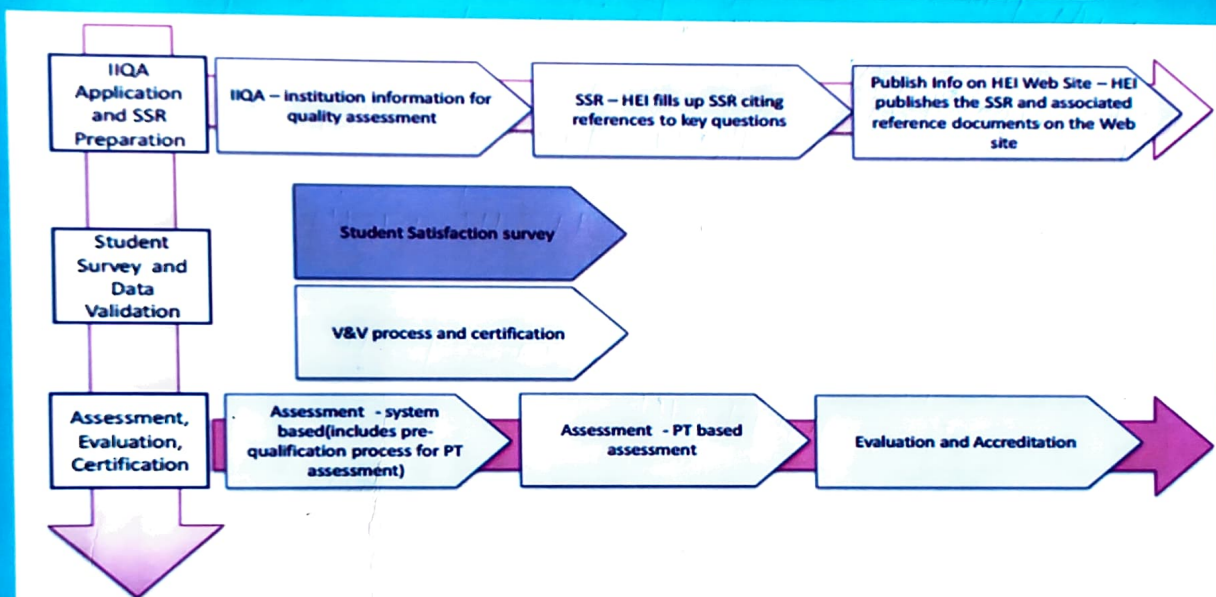 IIQA
Application
and SSR
Preparation
IIQA – institution information for
quality assessment
SSR – HEI fills up SSR citing
references to key questions
Publish Info on HEI Web Site – HEI
publishes the SSR and associated
reference documents on the Web
site
Student
Survey and
Data
Validation
Student Satisfaction survey
V&V process and certification
Assessment,
Evaluation,
Certification
Assessment - system
based(includes pre-
qualification process for PT
assessment)
Assessment - PT based
assessment
Evaluation and Accreditation